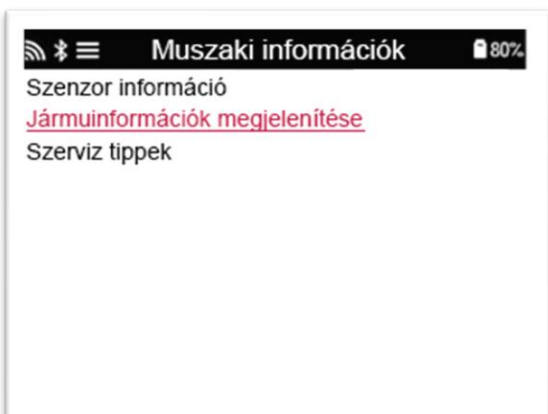 Muszaki információk 80%
Szenzor információ
Jármuinformációk megjelenítése
Szerviz tippek